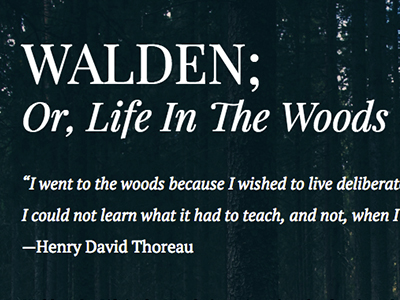 WALDEN;
Or, Life In The Woods
“I went to the woods because I wished to live deliberat
I could not learn what it had to teach, and not, when I
—Henry David Thoreau